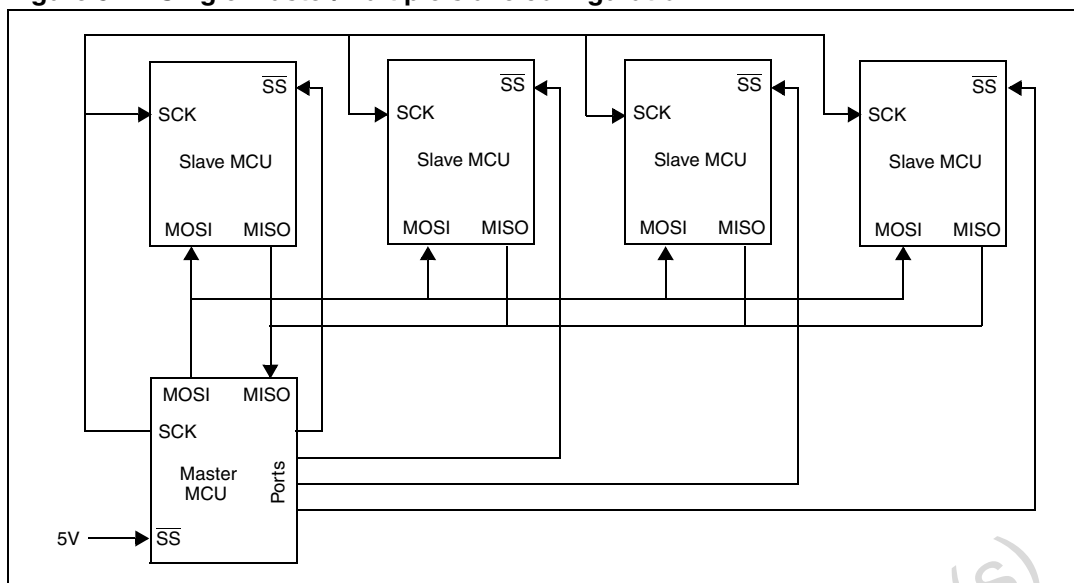 SS SS SS SS
SCK SCK SCK SCK
Slave MCU Slave MCU Slave MCU Slave MCU
MOSI MISO MOSI MISO MOSI MISO MOSI MISO
MOSI MISO
SCK
Master
MCU
Ports
5V SS